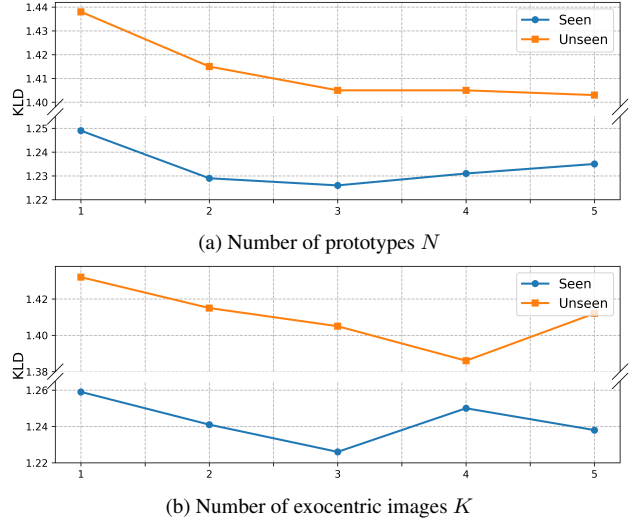 1.44
1.43
1.42
1.41
1.40
1.25
1.24
1.23
1.22
KLD
Seen
Unseen
1 2 3 4 5
(a) Number of prototypes N
1.42
1.40
1.38
1.26
1.24
1.22
KLD
Seen
Unseen
1 2 3 4 5
(b) Number of exocentric images K